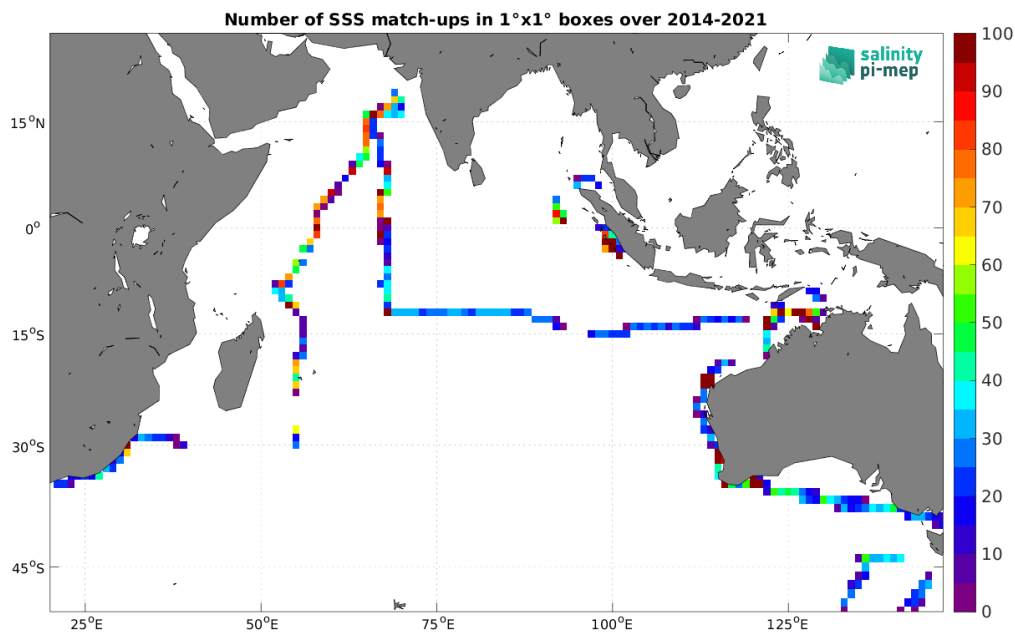 Number of SSS match-ups in 1°x1° boxes over 2014-2021
salinity
pi-mep
15°N
0°
15°S
30°S
45°S
25°E
50°E
75°E
100°E
125°E
100
90
80
70
60
50
40
30
20
10
0